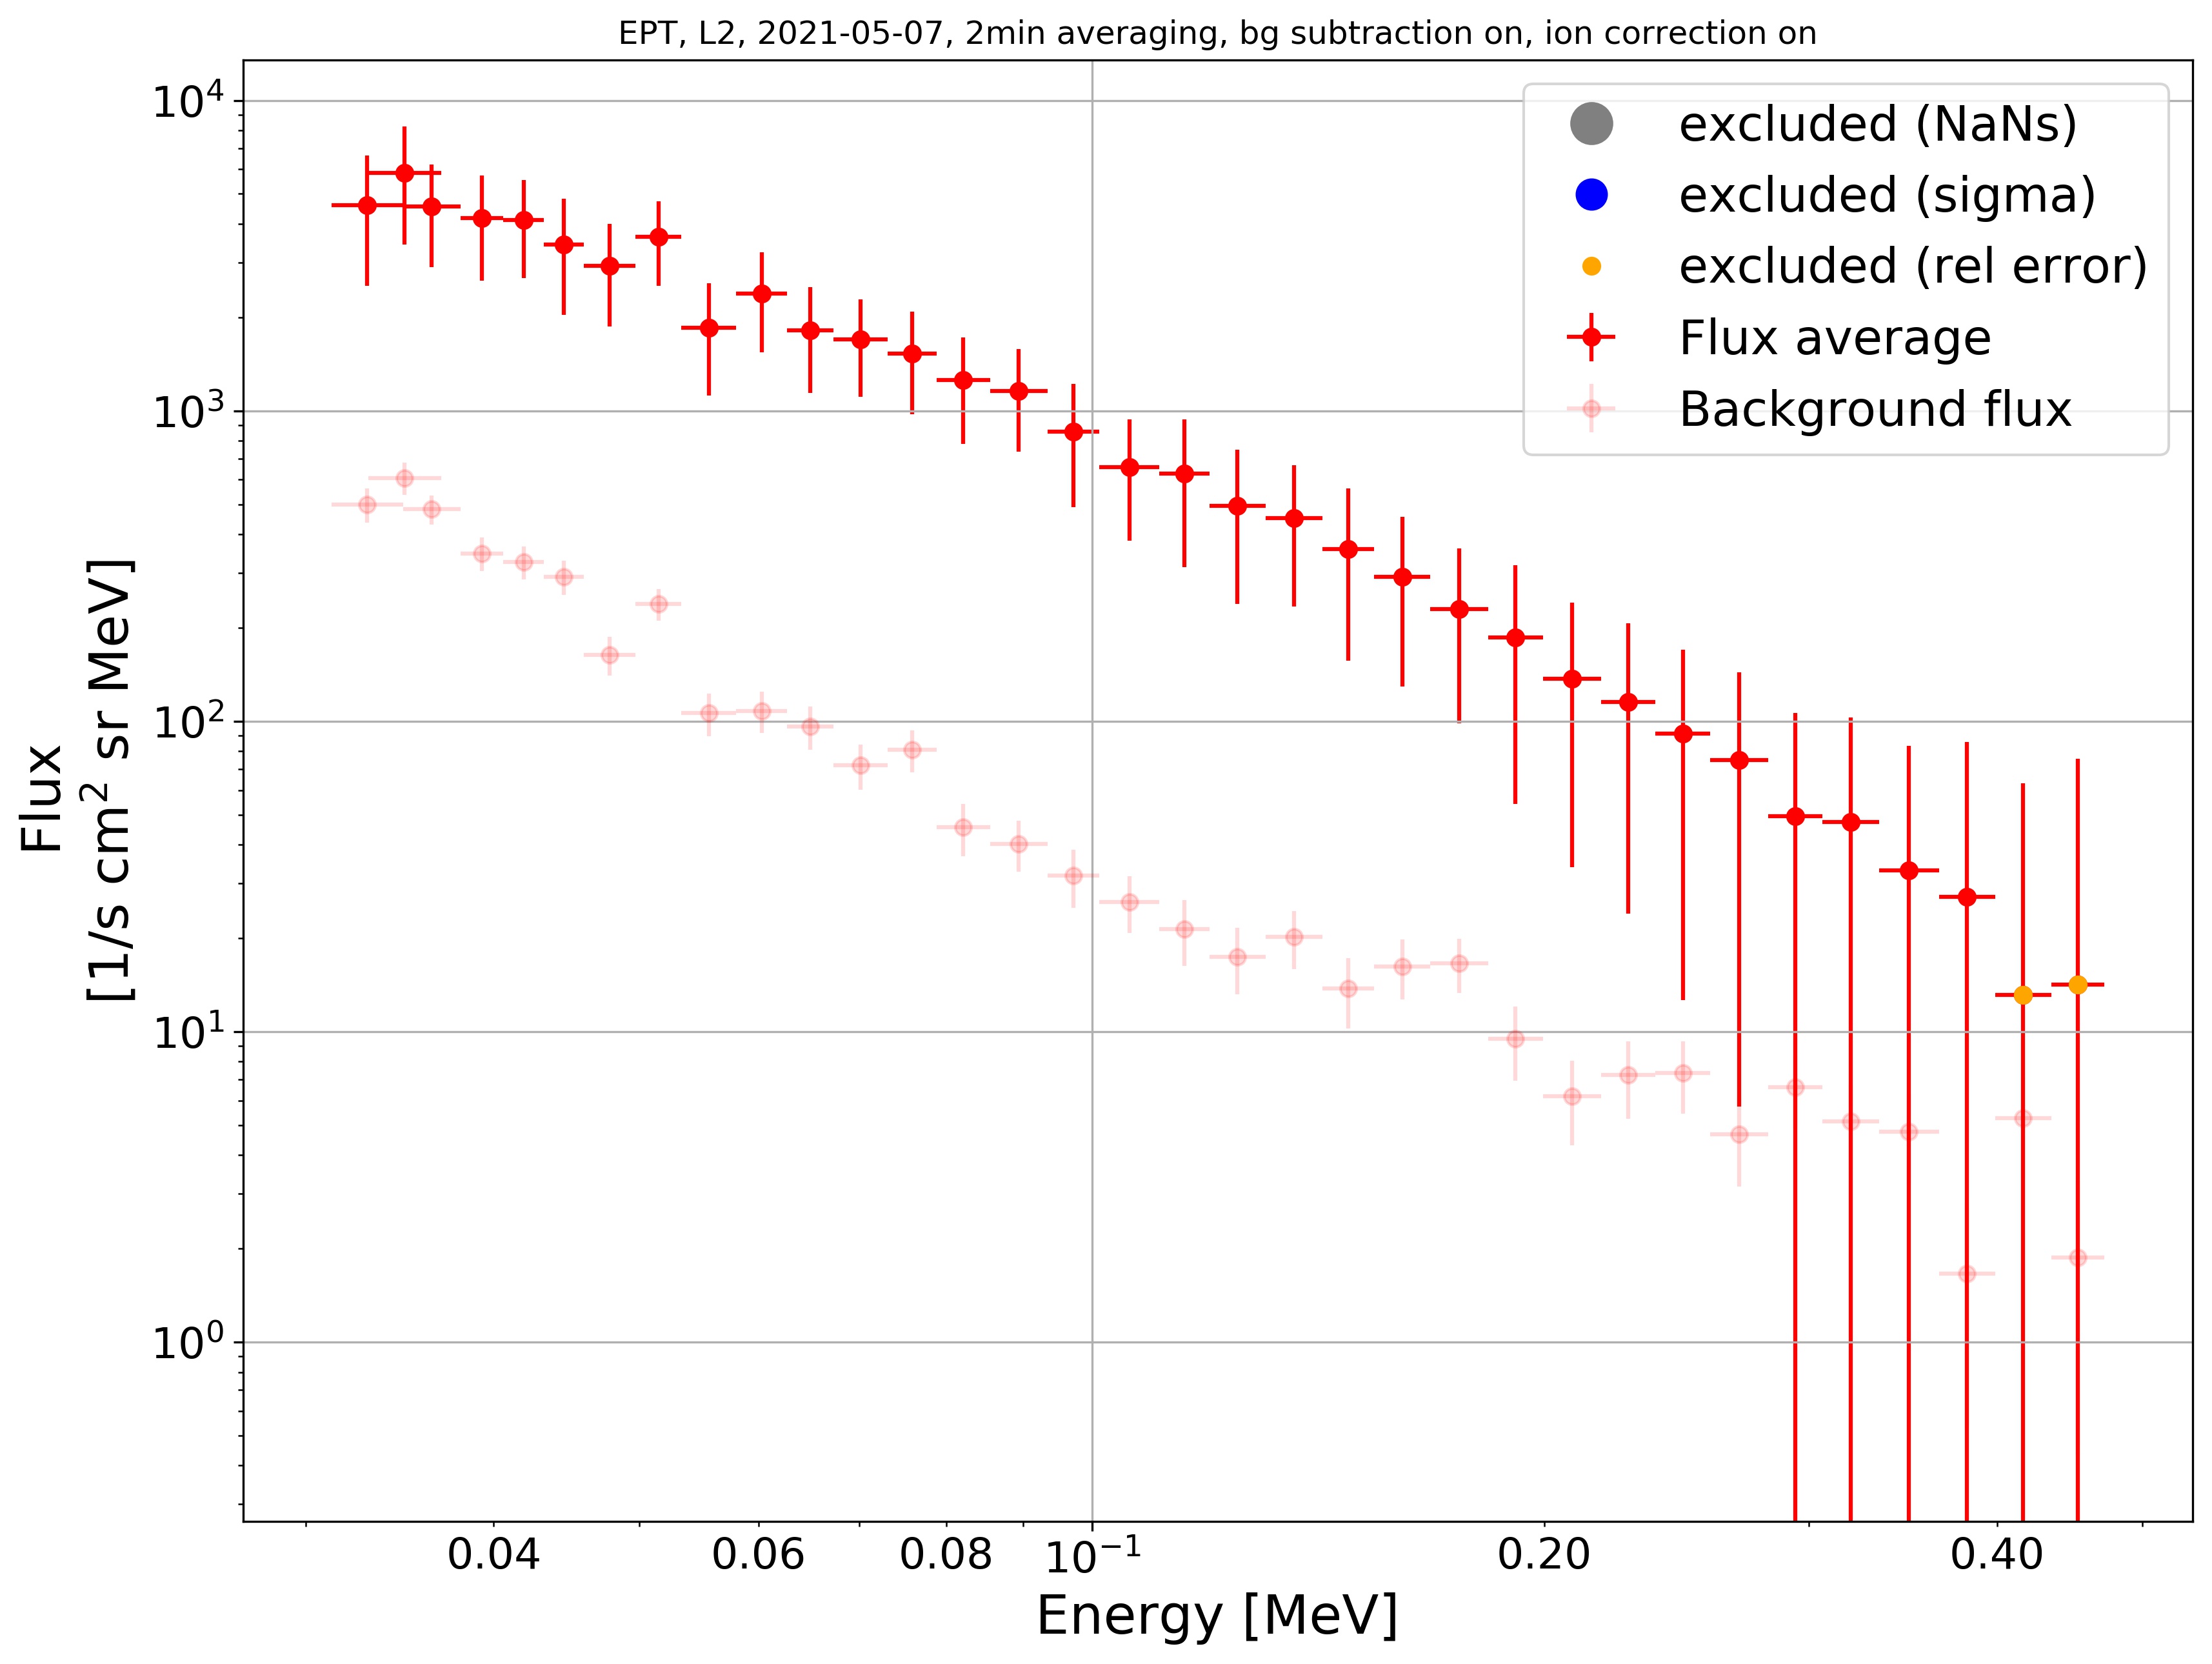 EPT, L2, 2021-05-07, 2min averaging, bg subtraction on, ion correction on
excluded (NaNs)
excluded (sigma)
excluded (rel error)
Flux average
Background flux
Flux
[1/s cm² sr MeV]
10⁴
10³
10²
10¹
10⁰
0.04
0.06
0.08
10⁻¹
0.20
0.40
Energy [MeV]